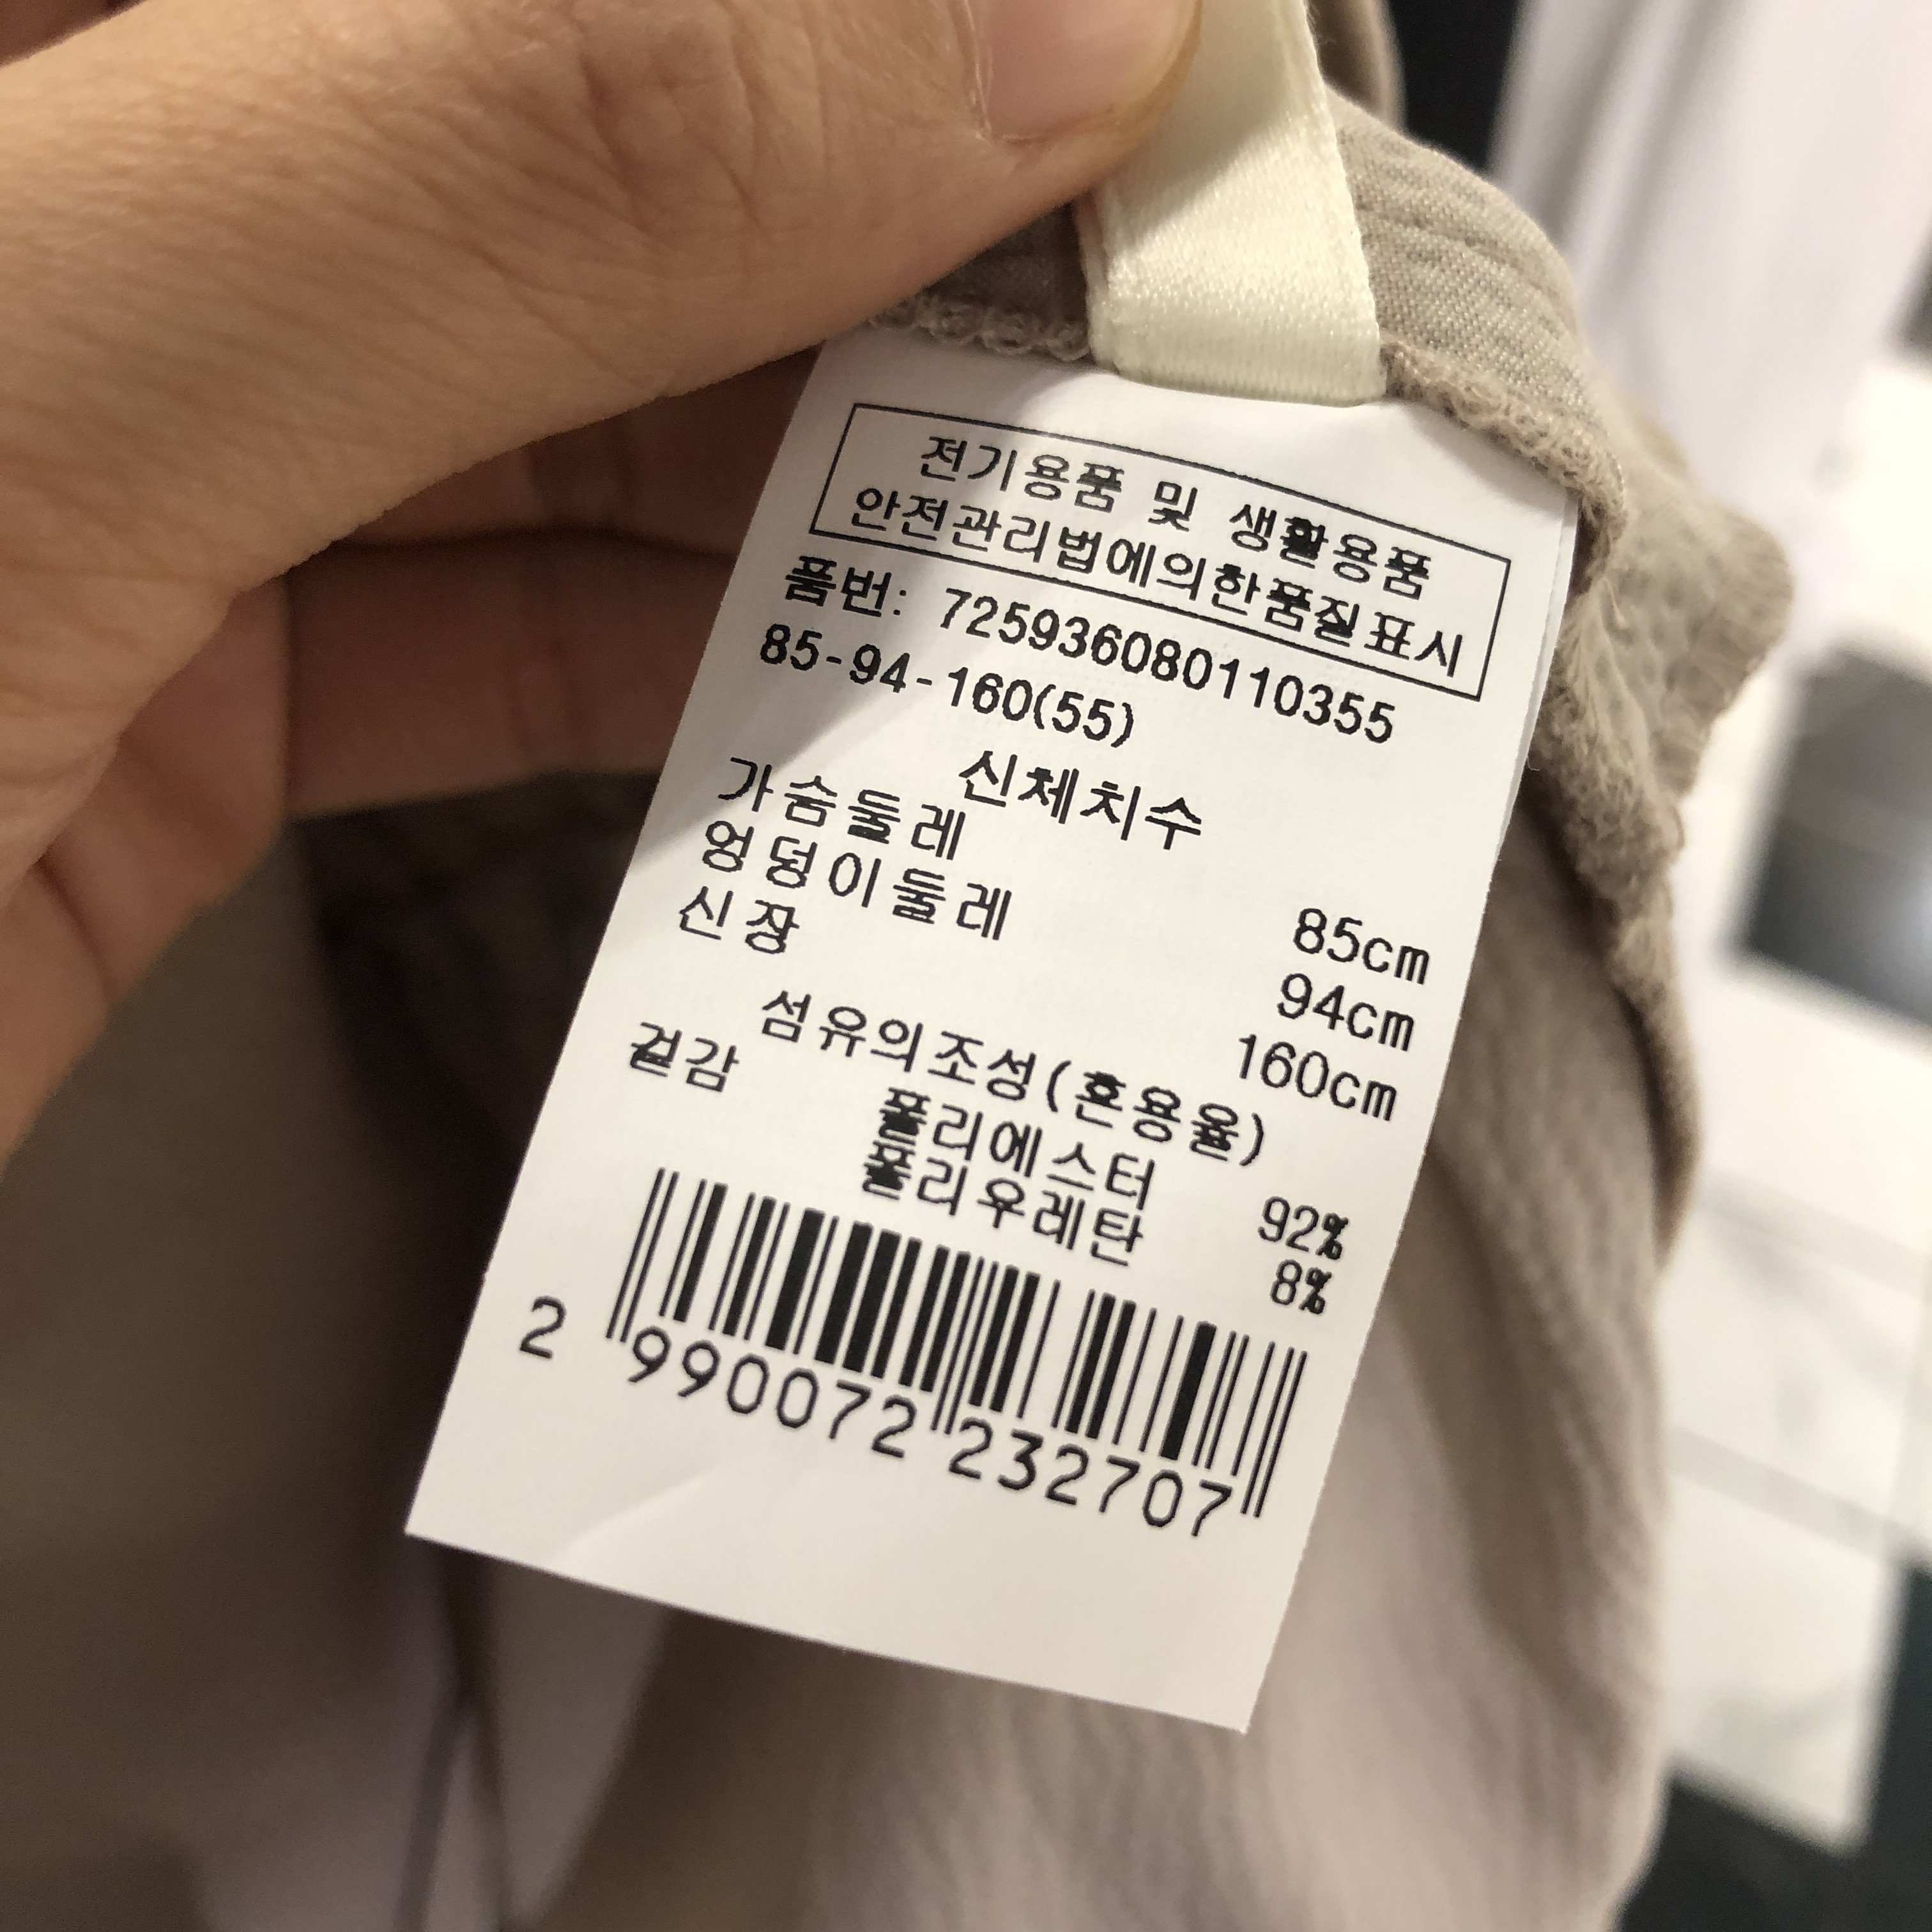 전기용품 및 생활용품
안전관리법에의한품질표시
품번: 725936080110355
85-94-160(55)
신체치수
가슴둘레 85cm
엉덩이둘레 94cm
신장 160cm
섬유의조성(혼용율)
겉감
폴리에스터 92%
폴리우레탄 8%
2 990072 232707